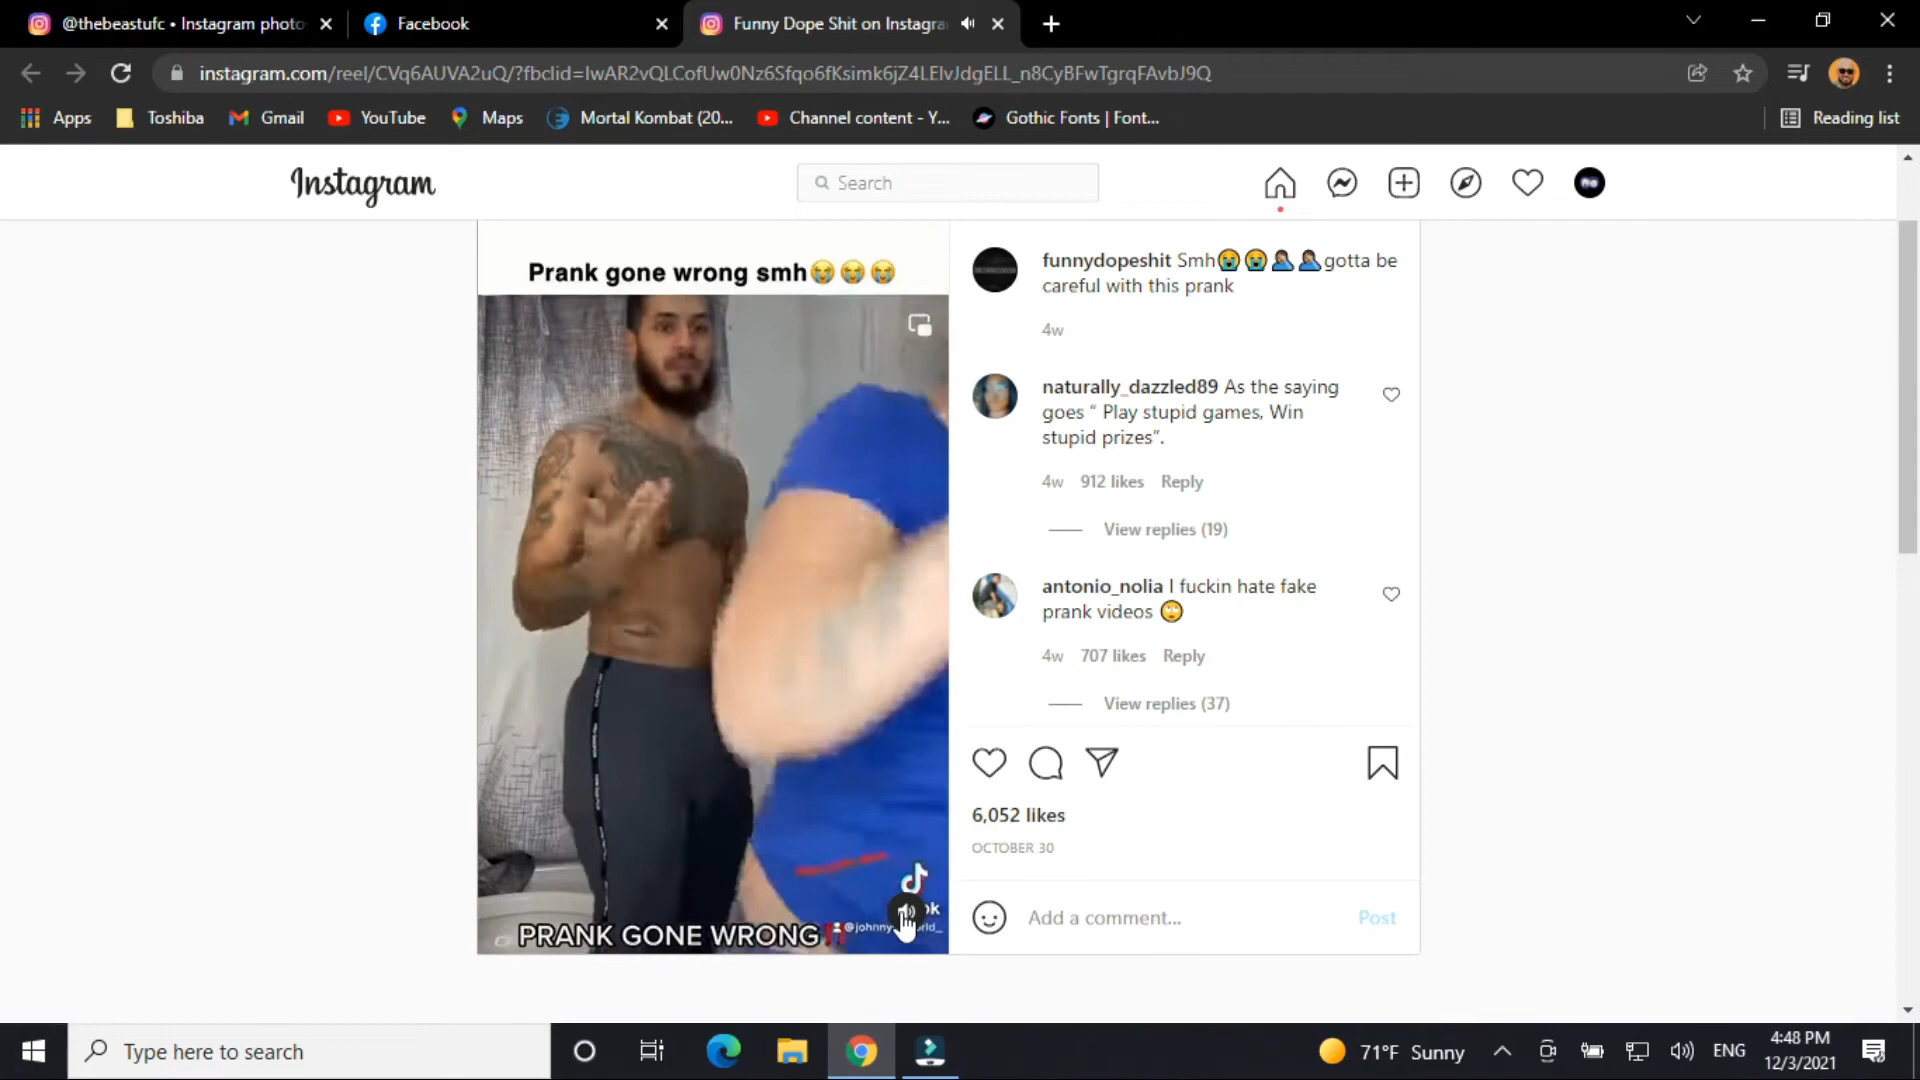 @thebeastufc • Instagram photo
Facebook
Funny Dope Shit on Instagra
instagram.com/reel/CVq6AUVA2uQ/?fbclid=IwAR2vQLCofUw0Nz6Sfqo6fKsimk6jZ4LElvJdgELL_n8CyBFwTgrqFAvbJ9Q
Apps
Toshiba
Gmail
YouTube
Maps
Mortal Kombat (20...
Channel content - Y...
Gothic Fonts | Font...
Reading list
Instagram
Search
Prank gone wrong smh😭😭😭
PRANK GONE WRONG‼️
funnydopeshit Smh😭😭🤦🏽‍♀️🤦🏽‍♀️gotta be
careful with this prank
4w
naturally_dazzled89 As the saying
goes “ Play stupid games, Win
stupid prizes”.
4w 912 likes Reply
View replies (19)
antonio_nolia I fuckin hate fake
prank videos 🙄
4w 707 likes Reply
View replies (37)
6,052 likes
OCTOBER 30
Add a comment...
Post
Type here to search
71°F Sunny
ENG
4:48 PM
12/3/2021